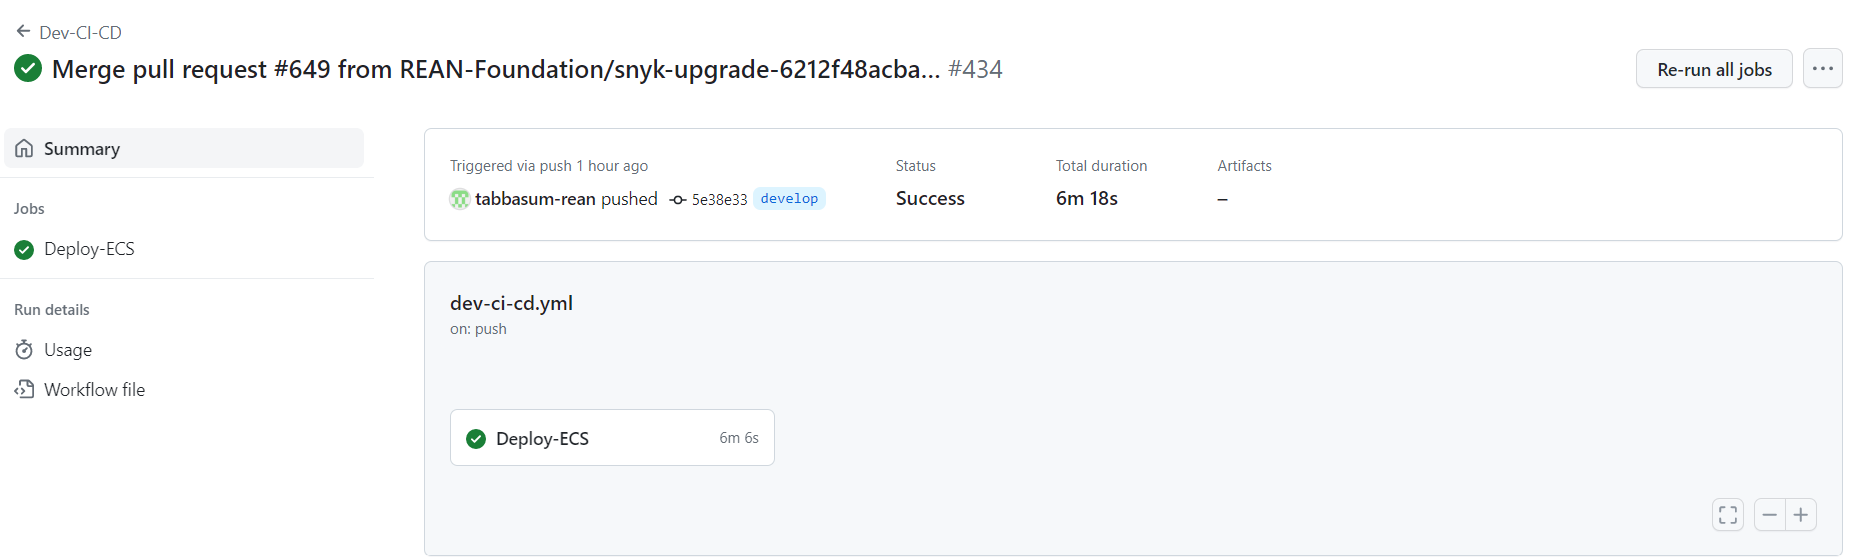 Dev-CI-CD
Merge pull request #649 from REAN-Foundation/snyk-upgrade-6212f48acba... #434
Re-run all jobs
Summary
Jobs
Deploy-ECS
Run details
Usage
Workflow file
Triggered via push 1 hour ago
tabbasum-rean pushed 5e38e33 develop
Status
Success
Total duration
6m 18s
Artifacts
–
dev-ci-cd.yml
on: push
Deploy-ECS 6m 6s